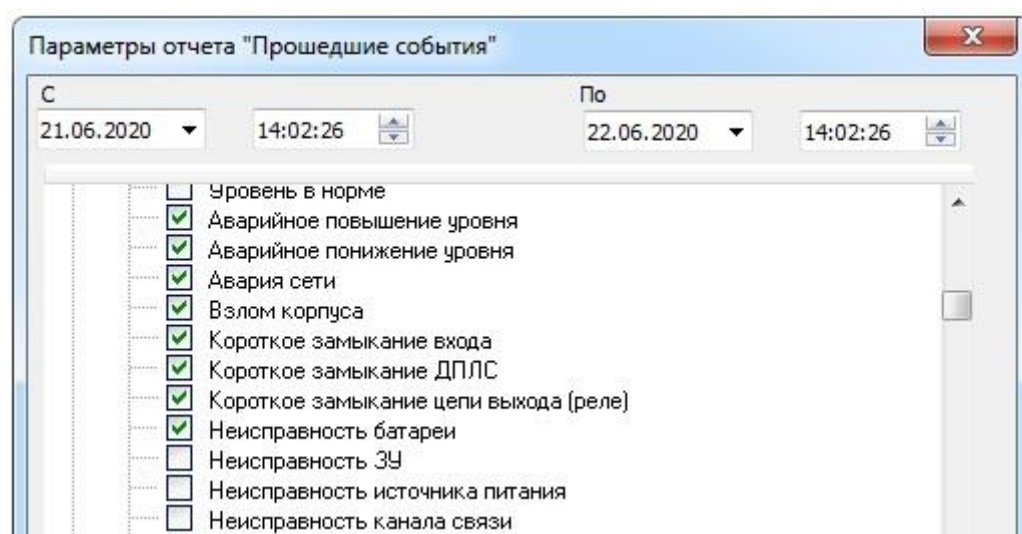 Параметры отчета "Прошедшие события"
С По
21.06.2020 14:02:26 22.06.2020 14:02:26
Уровень в норме
Аварийное повышение уровня
Аварийное понижение уровня
Авария сети
Взлом корпуса
Короткое замыкание входа
Короткое замыкание ДПЛС
Короткое замыкание цепи выхода (реле)
Неисправность батареи
Неисправность ЗУ
Неисправность источника питания
Неисправность канала связи